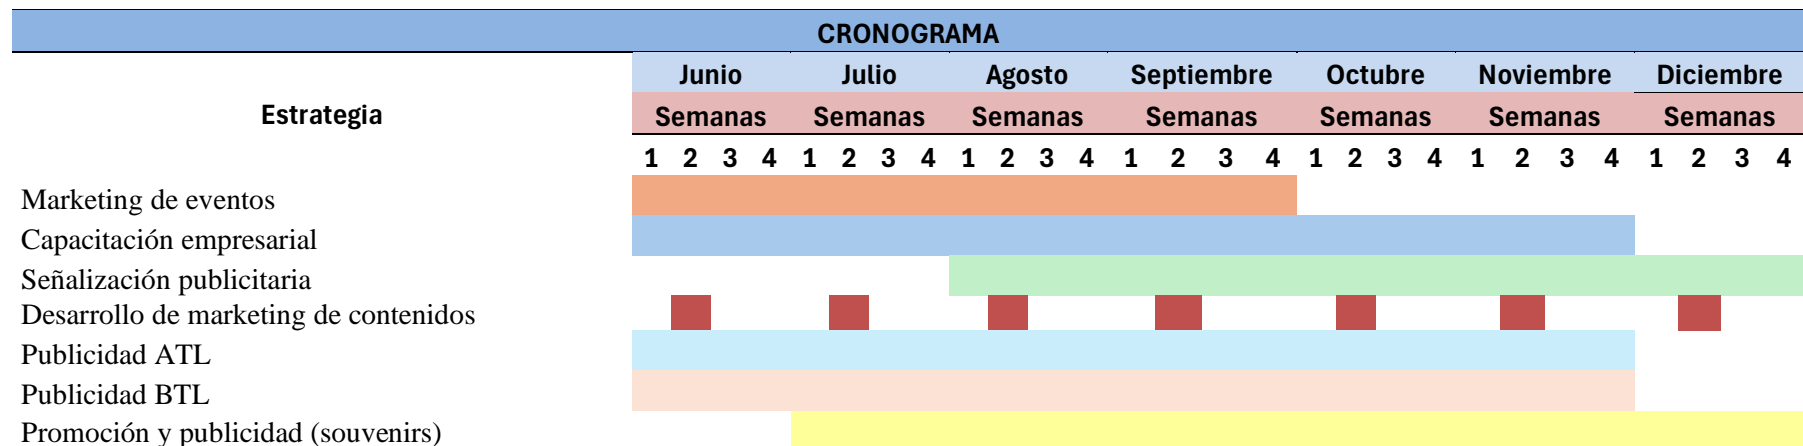 CRONOGRAMA
Junio Julio Agosto Septiembre Octubre Noviembre Diciembre
Estrategia
Semanas Semanas Semanas Semanas Semanas Semanas Semanas
1 2 3 4 1 2 3 4 1 2 3 4 1 2 3 4 1 2 3 4 1 2 3 4 1 2 3 4
Marketing de eventos
Capacitación empresarial
Señalización publicitaria
Desarrollo de marketing de contenidos
Publicidad ATL
Publicidad BTL
Promoción y publicidad (souvenirs)